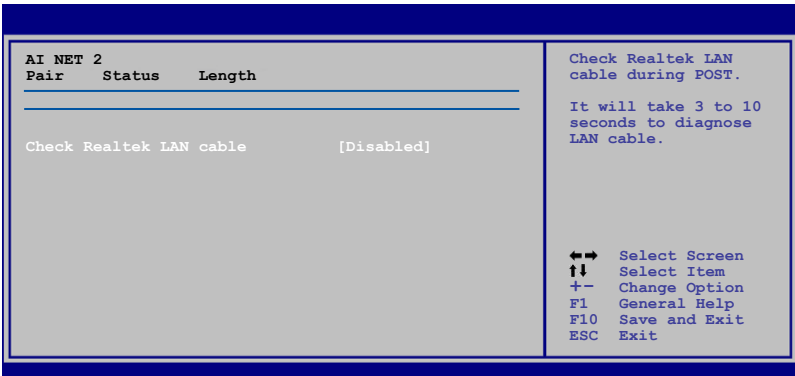 AI NET 2
Pair Status Length
Check Realtek LAN cable [Disabled]
Check Realtek LAN
cable during POST.
It will take 3 to 10
seconds to diagnose
LAN cable.
←→ Select Screen
↑↓ Select Item
+- Change Option
F1 General Help
F10 Save and Exit
ESC Exit